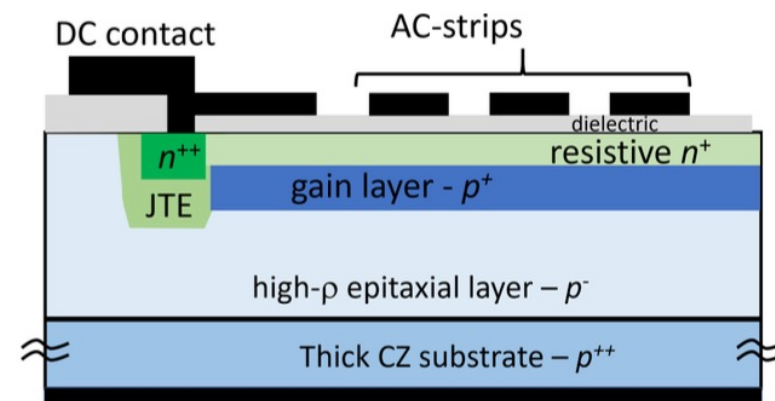 DC contact
AC-strips
dielectric
n⁺⁺
resistive n⁺
gain layer - p⁺
JTE
high-ρ epitaxial layer – p⁻
Thick CZ substrate – p⁺⁺